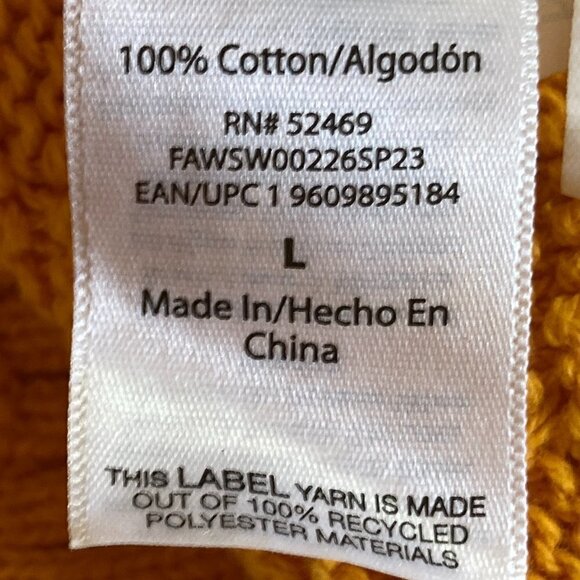 100% Cotton/Algodón
RN# 52469
FAWSW00226SP23
EAN/UPC 1 9609895184
L
Made In/Hecho En
China
THIS LABEL YARN IS MADE
OUT OF 100% RECYCLED
POLYESTER MATERIALS